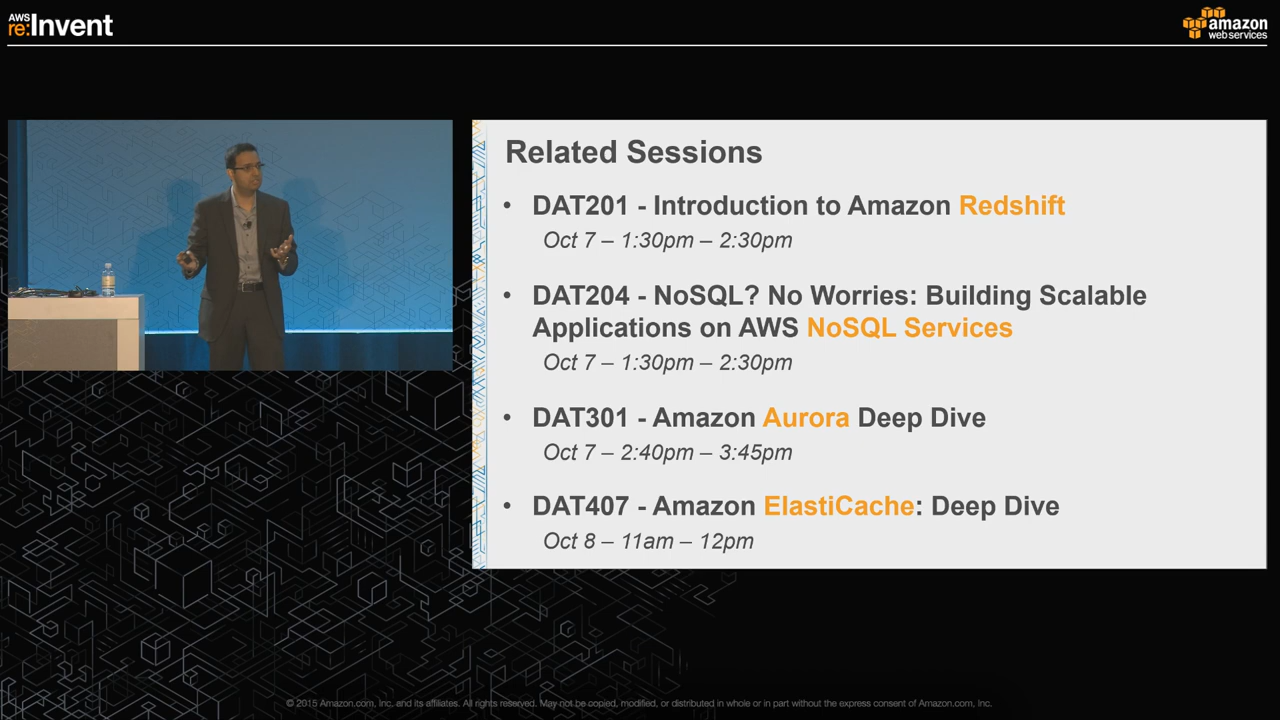 AWS
re:Invent
amazon
webservices
Related Sessions
• DAT201 - Introduction to Amazon Redshift
Oct 7 – 1:30pm – 2:30pm
• DAT204 - NoSQL? No Worries: Building Scalable
Applications on AWS NoSQL Services
Oct 7 – 1:30pm – 2:30pm
• DAT301 - Amazon Aurora Deep Dive
Oct 7 – 2:40pm – 3:45pm
• DAT407 - Amazon ElastiCache: Deep Dive
Oct 8 – 11am – 12pm
© 2015 Amazon.com, Inc. and its affiliates. All rights reserved. May not be copied, modified, or distributed in whole or in part without the express consent of Amazon.com, Inc.